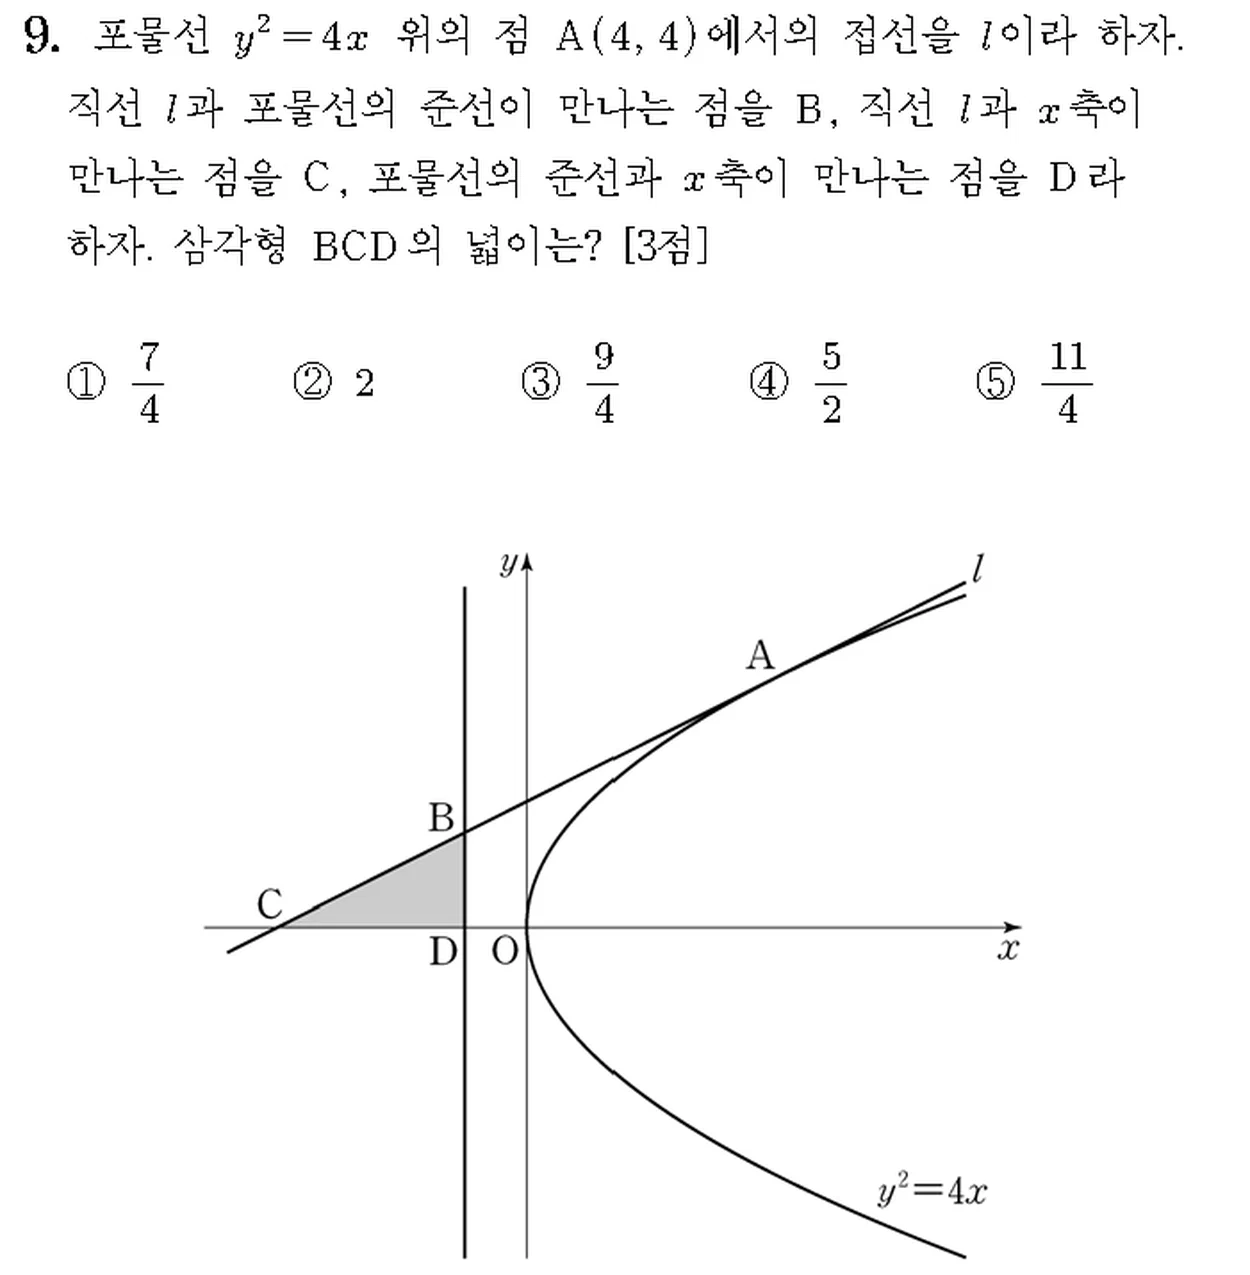 9. 포물선 y² = 4x 위의 점 A(4, 4)에서의 접선을 l이라 하자.
직선 l과 포물선의 준선이 만나는 점을 B, 직선 l과 x축이
만나는 점을 C, 포물선의 준선과 x축이 만나는 점을 D라
하자. 삼각형 BCD의 넓이는? [3점]
① 7/4 ② 2 ③ 9/4 ④ 5/2 ⑤ 11/4
y
l
A
B
C
D O
x
y²=4x